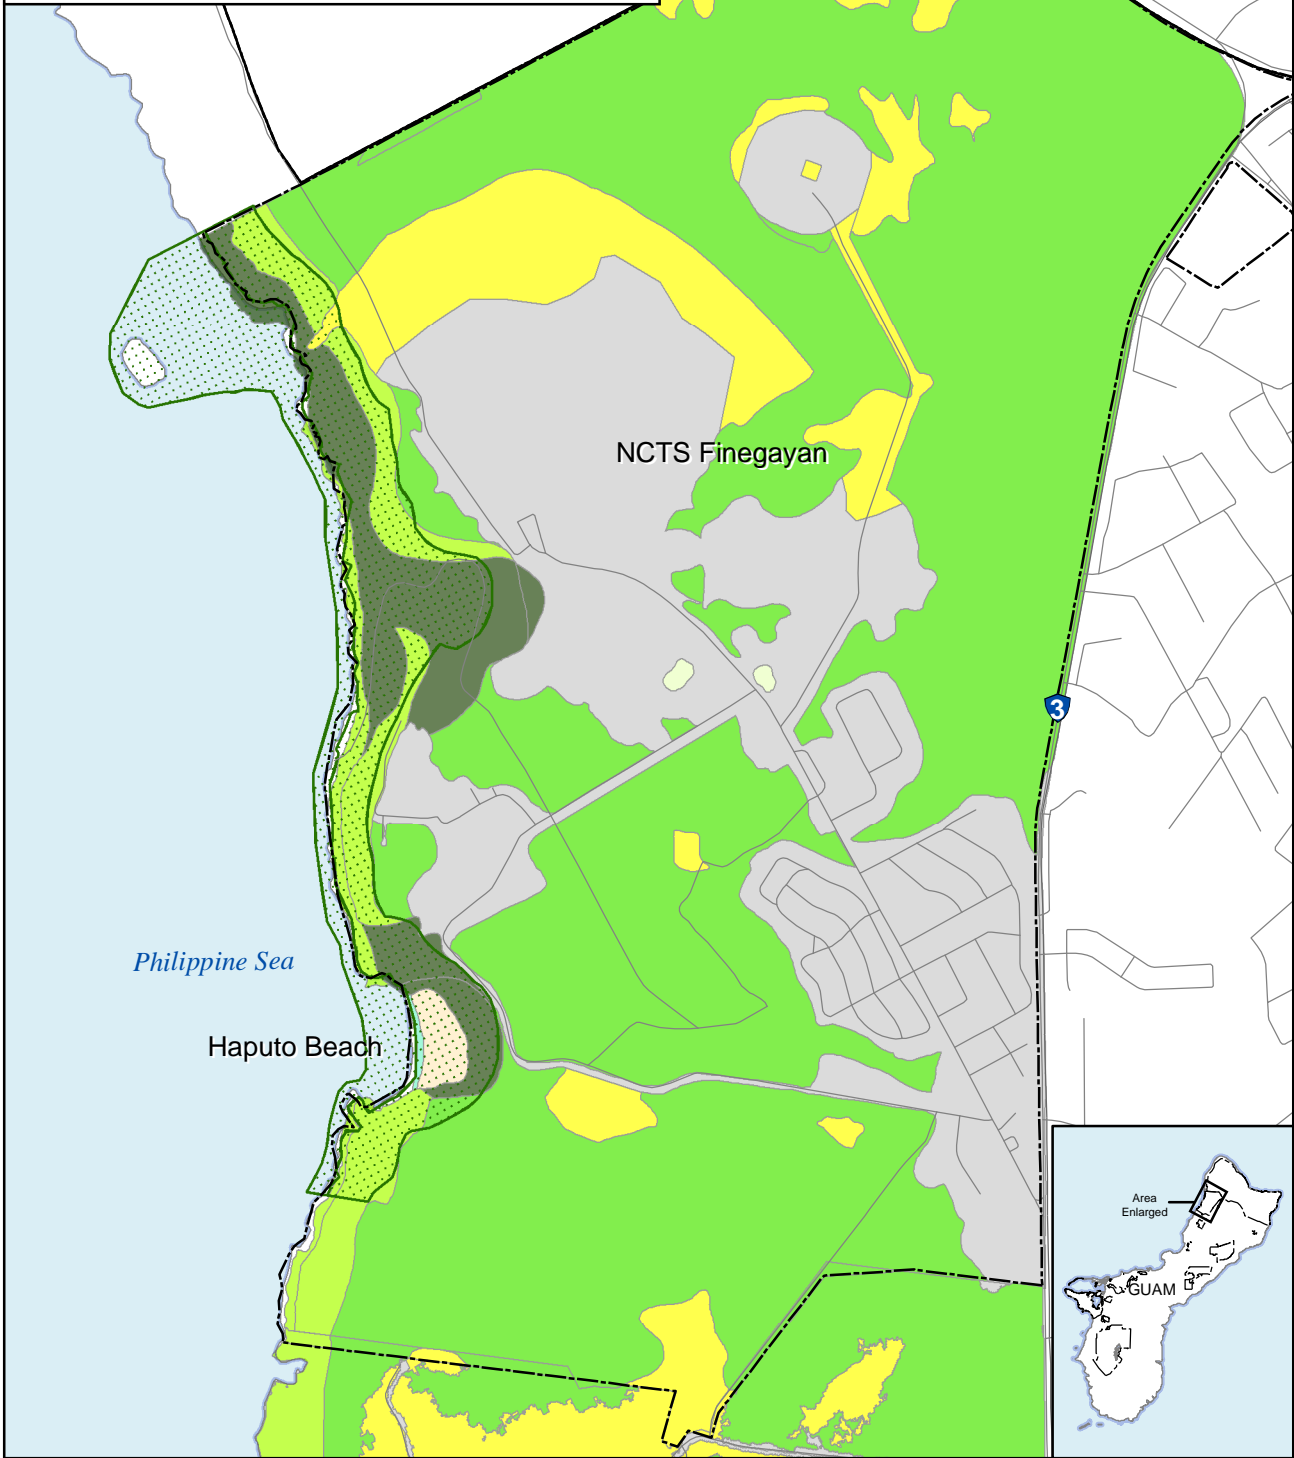 NCTS Finegayan
3
Philippine Sea
Haputo Beach
Area
Enlarged
GUAM